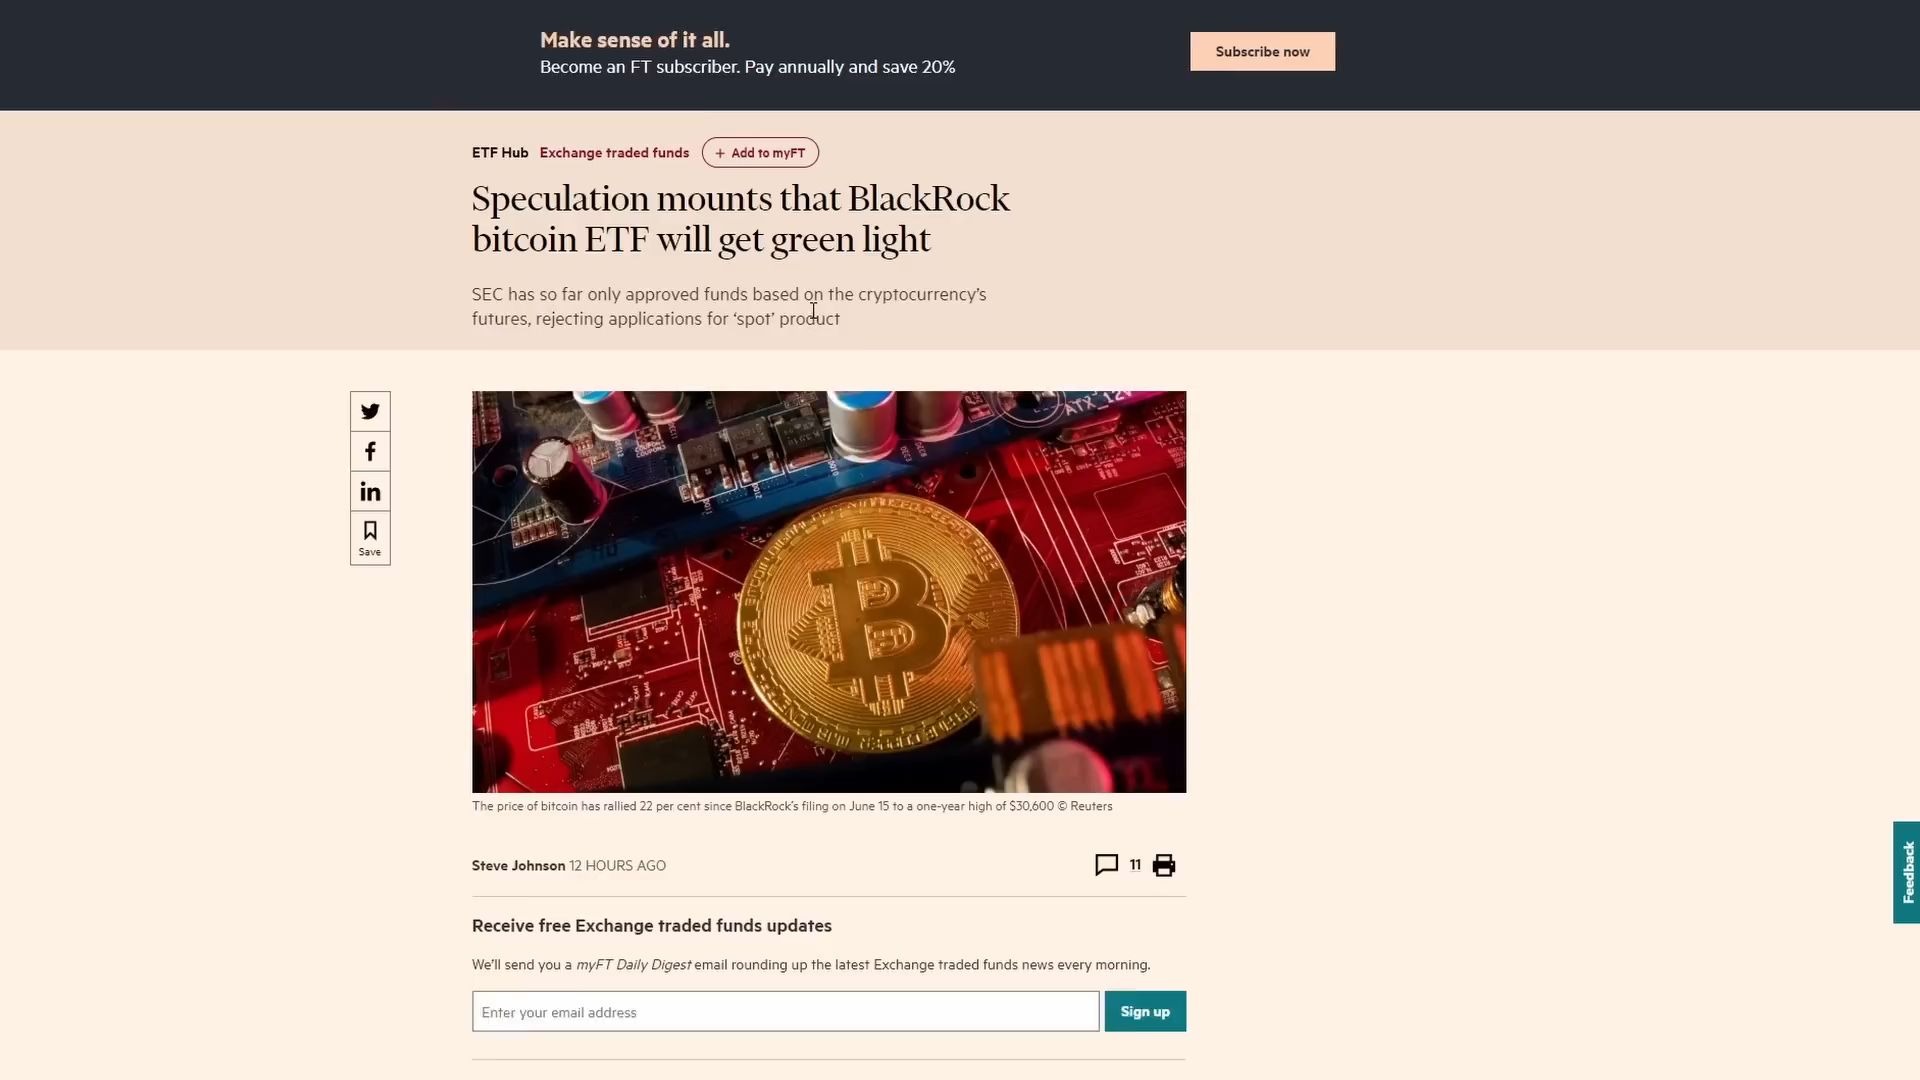 Make sense of it all.
Become an FT subscriber. Pay annually and save 20%
Subscribe now
ETF Hub Exchange traded funds + Add to myFT
Speculation mounts that BlackRock
bitcoin ETF will get green light
SEC has so far only approved funds based on the cryptocurrency's
futures, rejecting applications for ‘spot’ product
Save
ATX_12V
The price of bitcoin has rallied 22 per cent since BlackRock's filing on June 15 to a one-year high of $30,600 © Reuters
Steve Johnson 12 HOURS AGO
11
Feedback
Receive free Exchange traded funds updates
We'll send you a myFT Daily Digest email rounding up the latest Exchange traded funds news every morning.
Enter your email address
Sign up